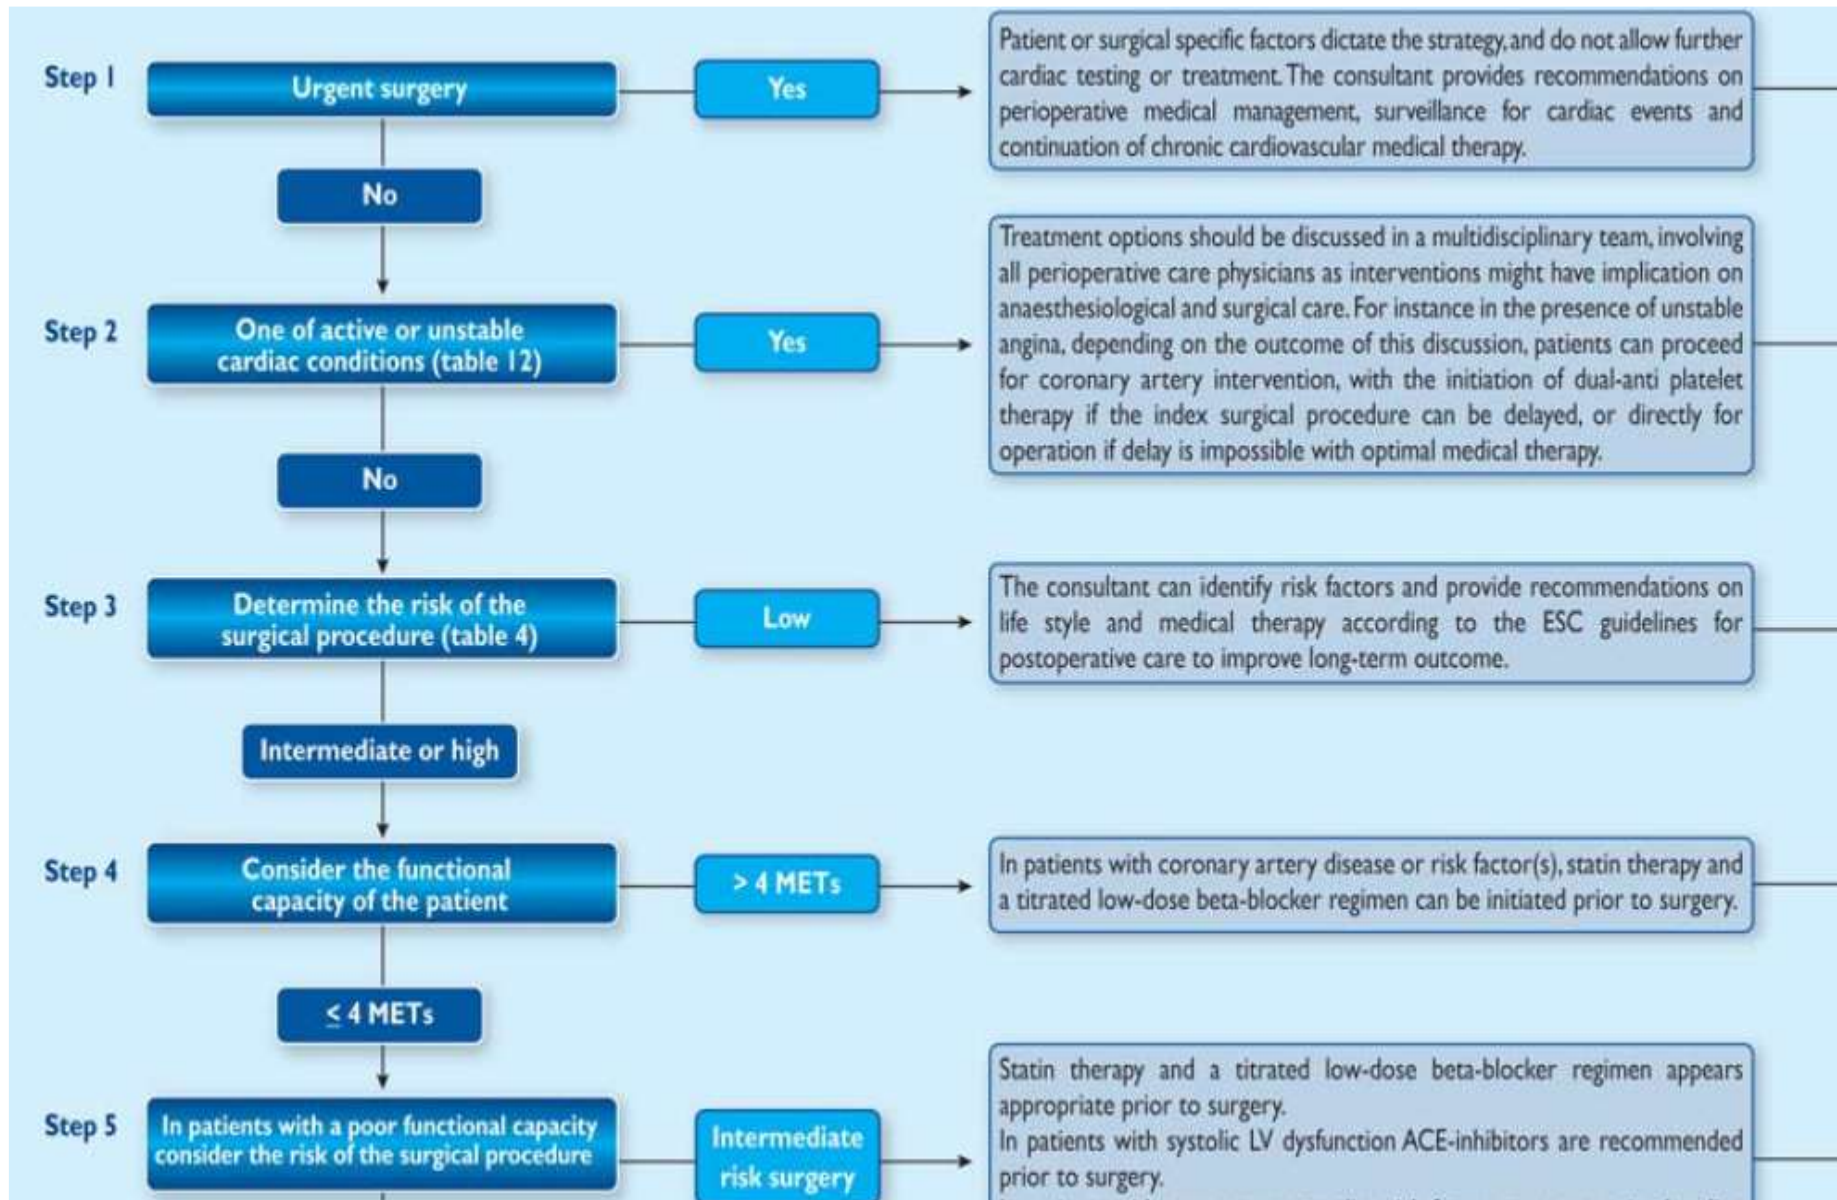 Step 1
Urgent surgery
Yes
Patient or surgical specific factors dictate the strategy, and do not allow further
cardiac testing or treatment. The consultant provides recommendations on
perioperative medical management, surveillance for cardiac events and
continuation of chronic cardiovascular medical therapy.
No
Step 2
One of active or unstable
cardiac conditions (table 12)
Yes
Treatment options should be discussed in a multidisciplinary team, involving
all perioperative care physicians as interventions might have implication on
anaesthesiological and surgical care. For instance in the presence of unstable
angina, depending on the outcome of this discussion, patients can proceed
for coronary artery intervention, with the initiation of dual-anti platelet
therapy if the index surgical procedure can be delayed, or directly for
operation if delay is impossible with optimal medical therapy.
No
Step 3
Determine the risk of the
surgical procedure (table 4)
Low
The consultant can identify risk factors and provide recommendations on
life style and medical therapy according to the ESC guidelines for
postoperative care to improve long-term outcome.
Intermediate or high
Step 4
Consider the functional
capacity of the patient
> 4 METs
In patients with coronary artery disease or risk factor(s), statin therapy and
a titrated low-dose beta-blocker regimen can be initiated prior to surgery.
≤ 4 METs
Step 5
In patients with a poor functional capacity
consider the risk of the surgical procedure
Intermediate
risk surgery
Statin therapy and a titrated low-dose beta-blocker regimen appears
appropriate prior to surgery.
In patients with systolic LV dysfunction ACE-inhibitors are recommended
prior to surgery.